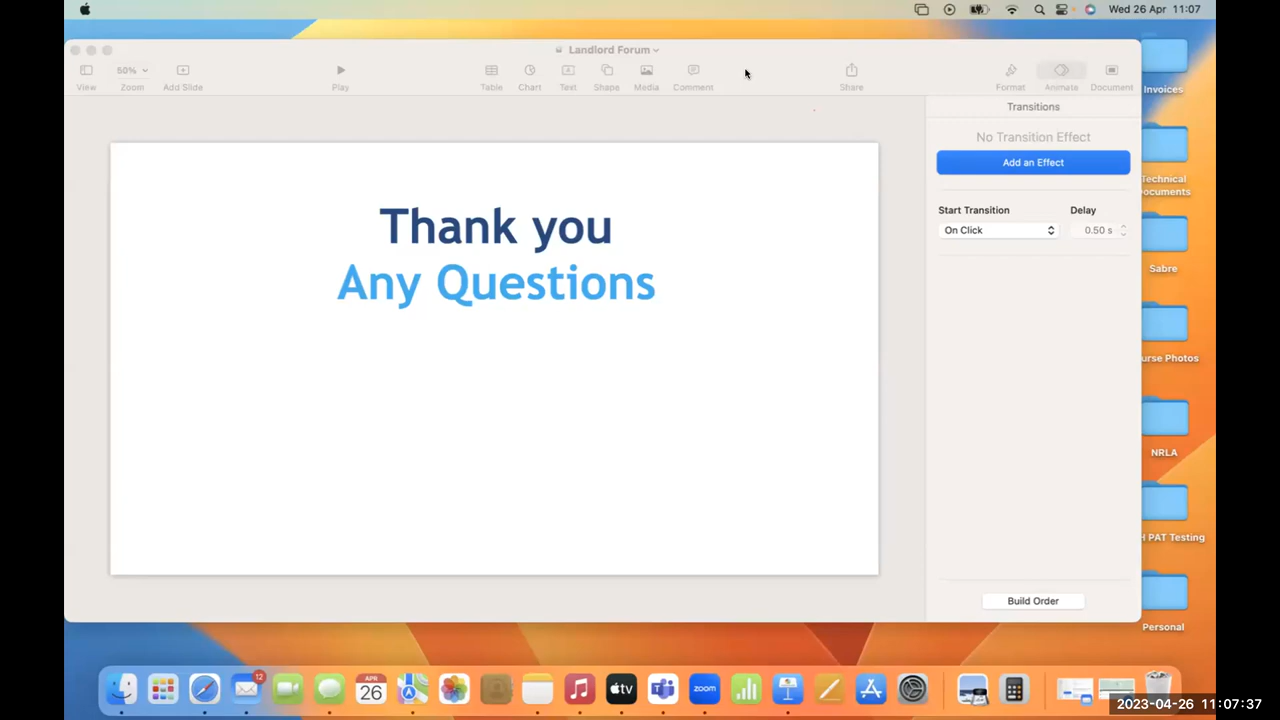 Wed 26 Apr 11:07
Landlord Forum
50%
View
Zoom
Add Slide
Play
Table
Chart
Text
Shape
Media
Comment
Share
Format
Animate
Document
Transitions
No Transition Effect
Add an Effect
Start Transition
Delay
On Click
0.50 s
Build Order
Thank you
Any Questions
Invoices
Technical
Documents
Sabre
urse Photos
NRLA
H PAT Testing
Personal
12
APR
26
tv
zoom
2023-04-26 11:07:37